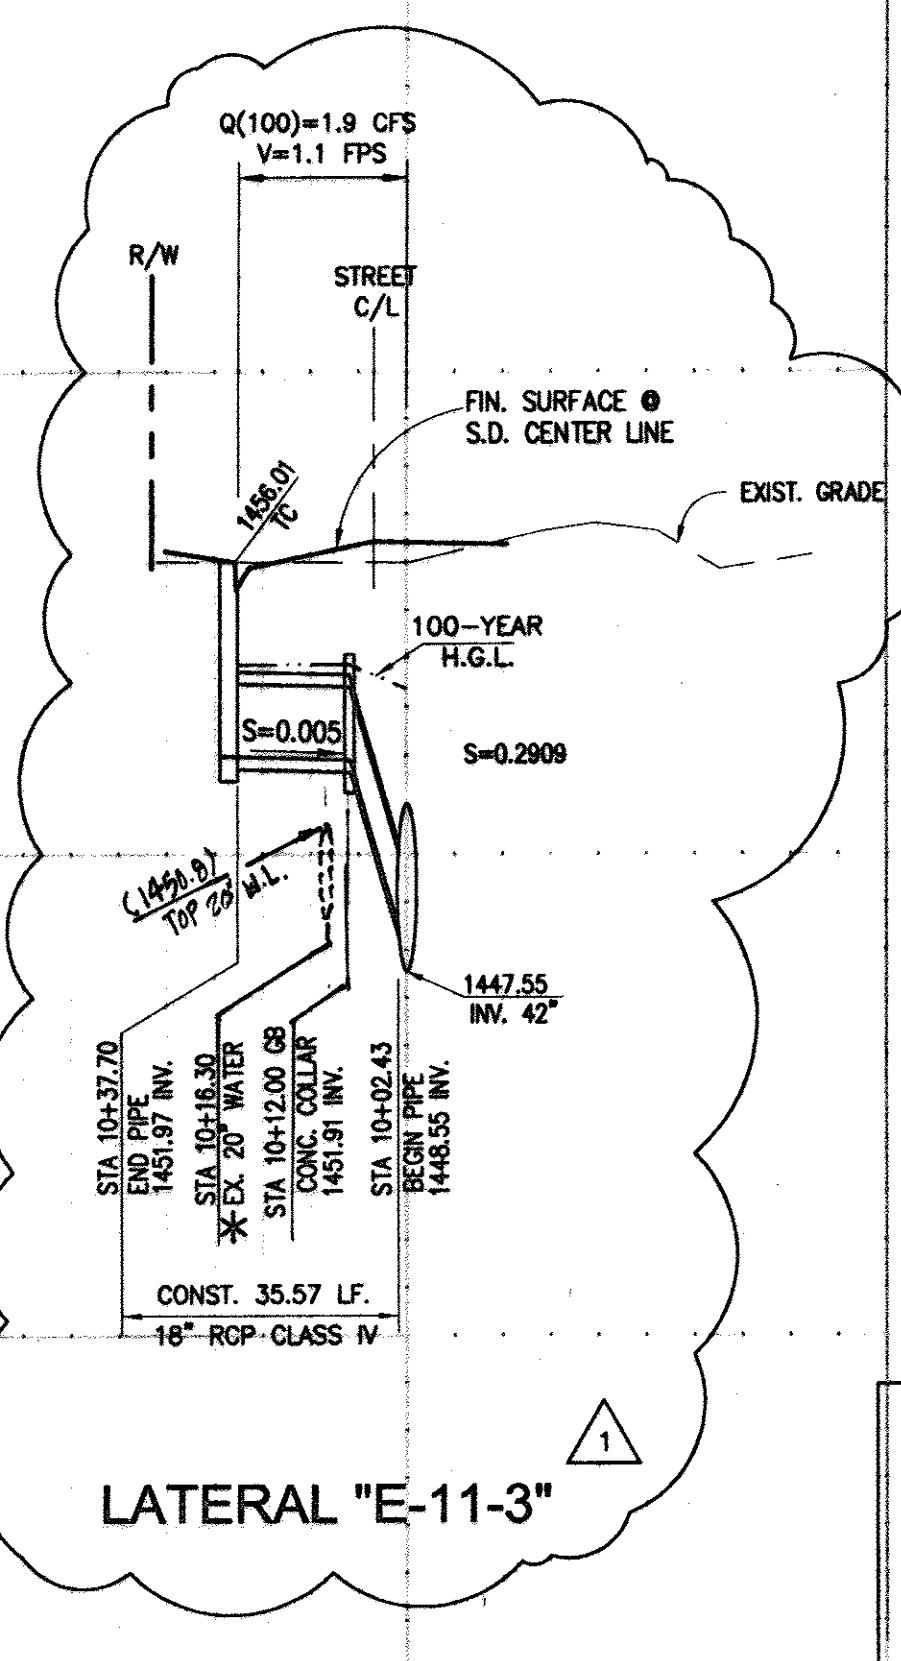 Q(100)=1.9 CFS
V=1.1 FPS
R/W
STREET
C/L
FIN. SURFACE @
S.D. CENTER LINE
1456.01
TC
EXIST. GRADE
100-YEAR
H.G.L.
S=0.005
S=0.2909
(1450.8)
TOP 20" W.L.
1447.55
INV. 42"
STA 10+37.70
END PIPE
1451.97 INV.
STA 10+16.30
*EX. 20" WATER
STA 10+12.00 GB
CONC. COLLAR
1451.91 INV.
STA 10+02.43
BEGIN PIPE
1448.55 INV.
CONST. 35.57 LF.
18" RCP CLASS IV
1
LATERAL "E-11-3"